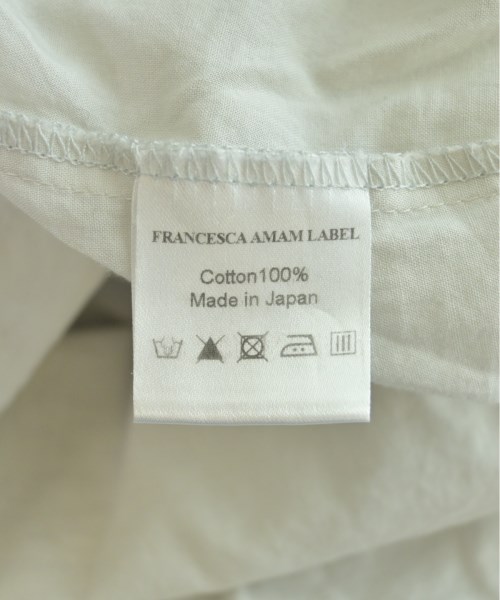 FRANCESCA AMAM LABEL
Cotton100%
Made in Japan